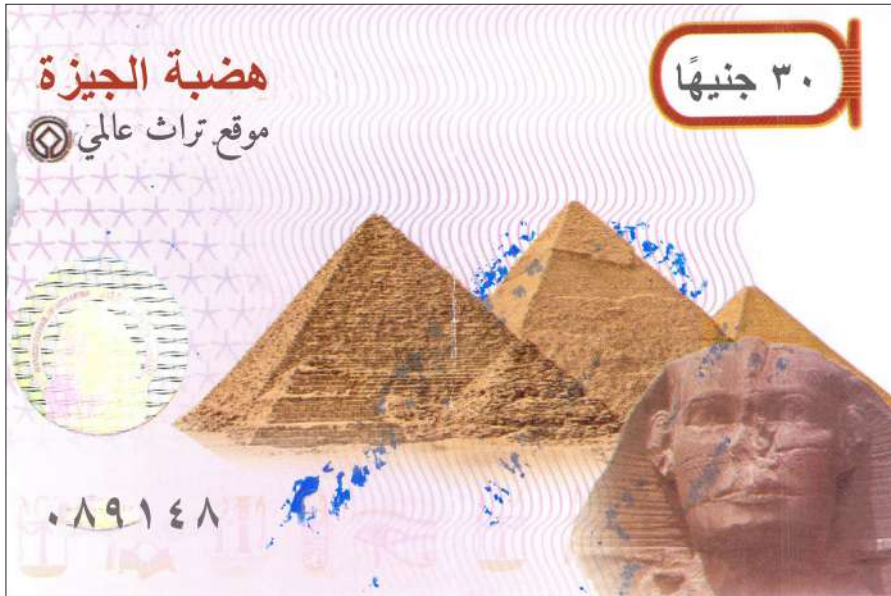 هضبة الجيزة
موقع تراث عالمي
٣٠ جنيهًا
٠٨٩١٤٨